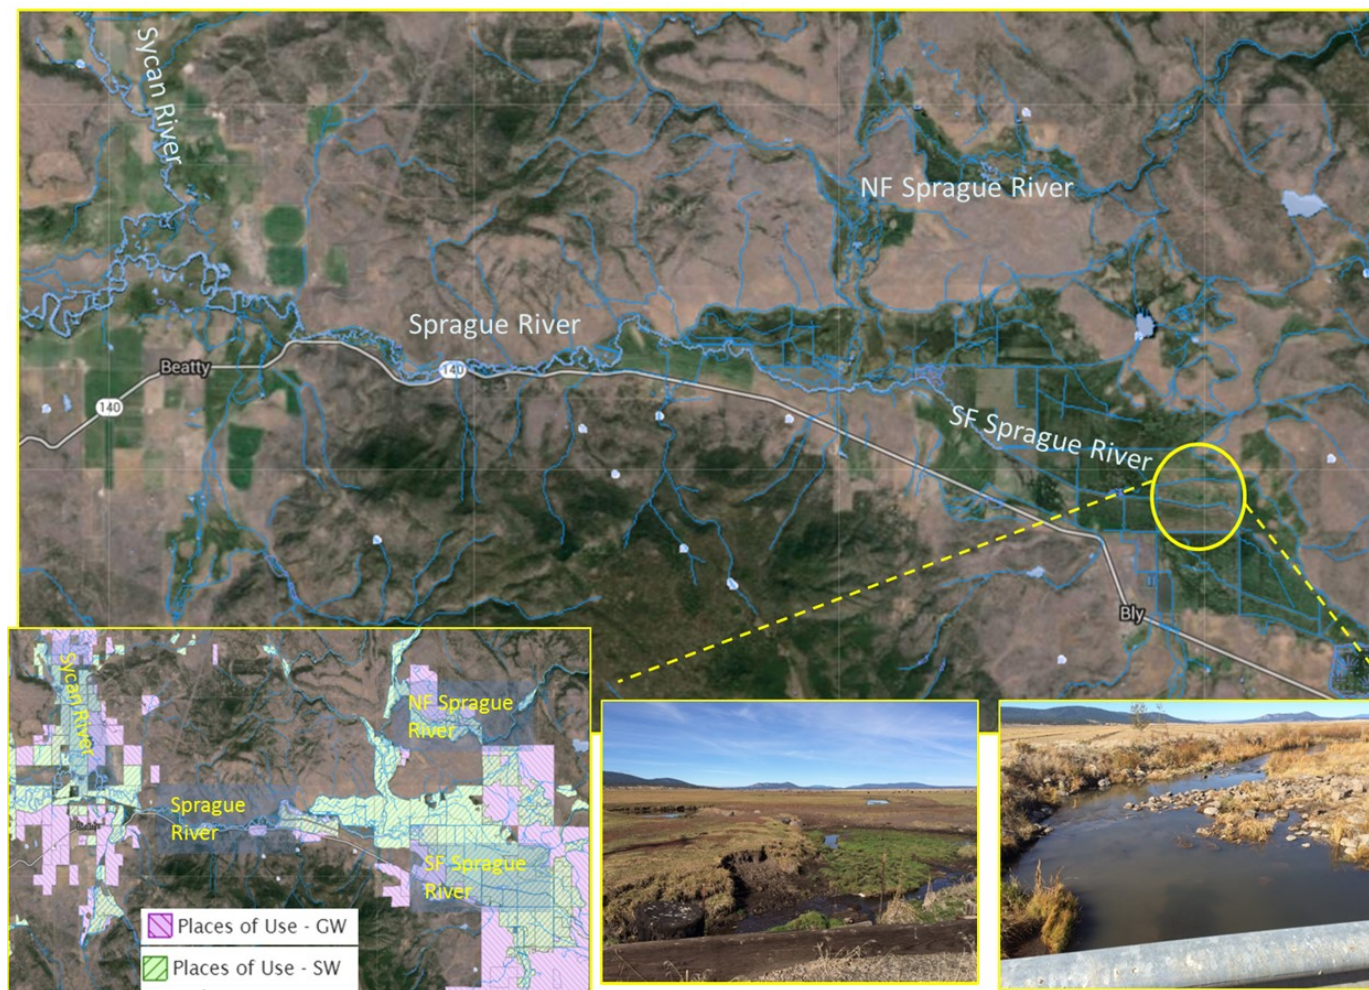 Sycan River
NF Sprague River
Sprague River
140
Beatty
140
SF Sprague River
Bly
Sycan River
NF Sprague
River
Sprague
River
SF Sprague
River
Places of Use - GW
Places of Use - SW